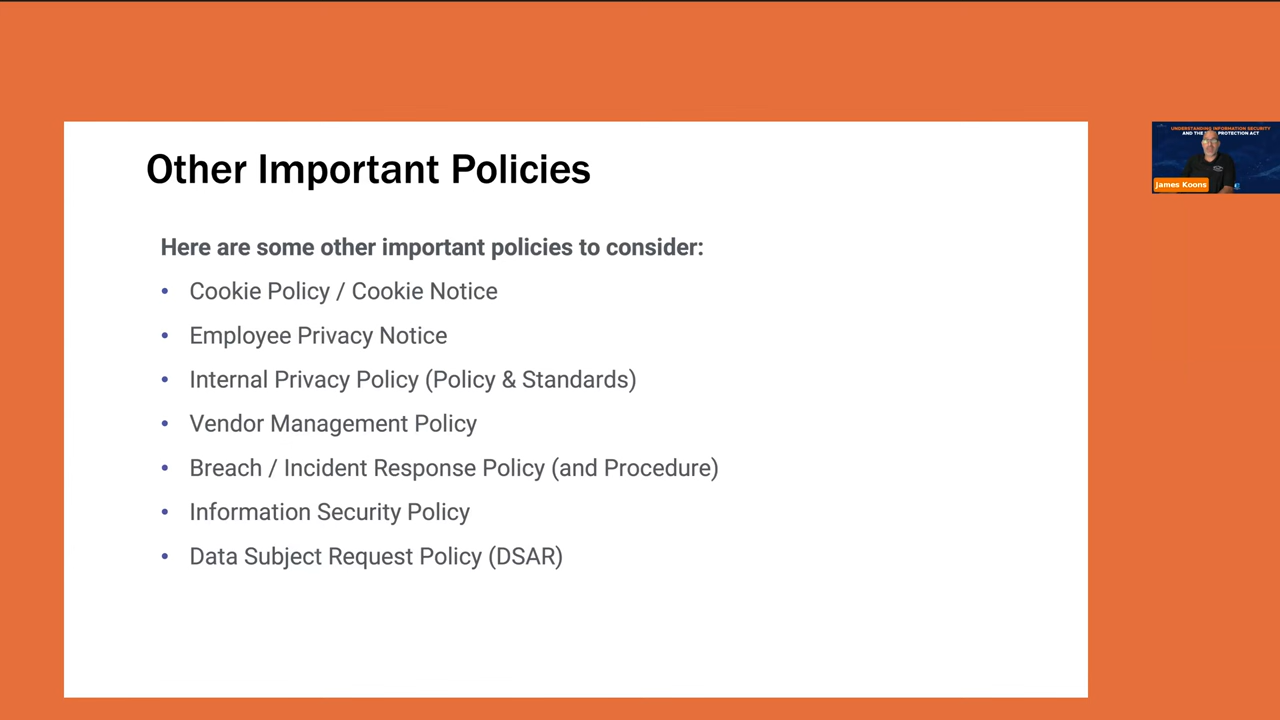 Other Important Policies
Here are some other important policies to consider:
• Cookie Policy / Cookie Notice
• Employee Privacy Notice
• Internal Privacy Policy (Policy & Standards)
• Vendor Management Policy
• Breach / Incident Response Policy (and Procedure)
• Information Security Policy
• Data Subject Request Policy (DSAR)
UNDERSTANDING INFORMATION SECURITY
AND THE PROTECTION ACT
James Koons